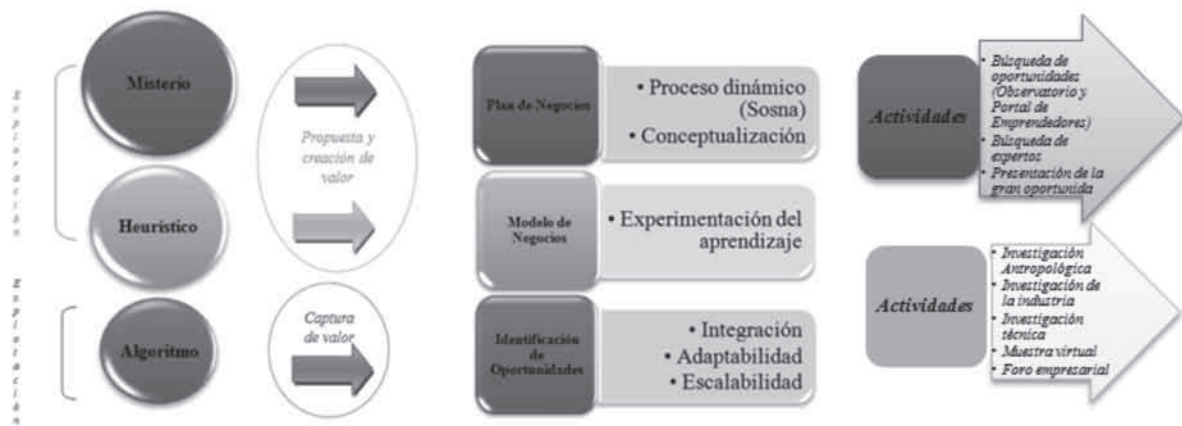 Exploración
Misterio
Heurístico
Explotación
Algoritmo
Propuesta y
creación de
valor
Captura
de valor
Plan de Negocios
• Proceso dinámico
(Sosna)
• Conceptualización
Modelo de
Negocios
• Experimentación del
aprendizaje
Identificación
de
Oportunidades
• Integración
• Adaptabilidad
• Escalabilidad
Actividades
• Búsqueda de
oportunidades
(Observatorio y
Portal de
Emprendedores)
• Búsqueda de
expertos
• Presentación de la
gran oportunida
Actividades
• Investigación
Antropológica
• Investigación de
la industria
• Investigación
técnica
• Muestra virtual
• Foro empresarial